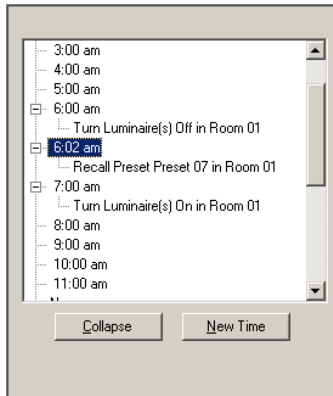 3:00 am
4:00 am
5:00 am
6:00 am
Turn Luminaire(s) Off in Room 01
6:02 am
Recall Preset Preset 07 in Room 01
7:00 am
Turn Luminaire(s) On in Room 01
8:00 am
9:00 am
10:00 am
11:00 am
Collapse New Time